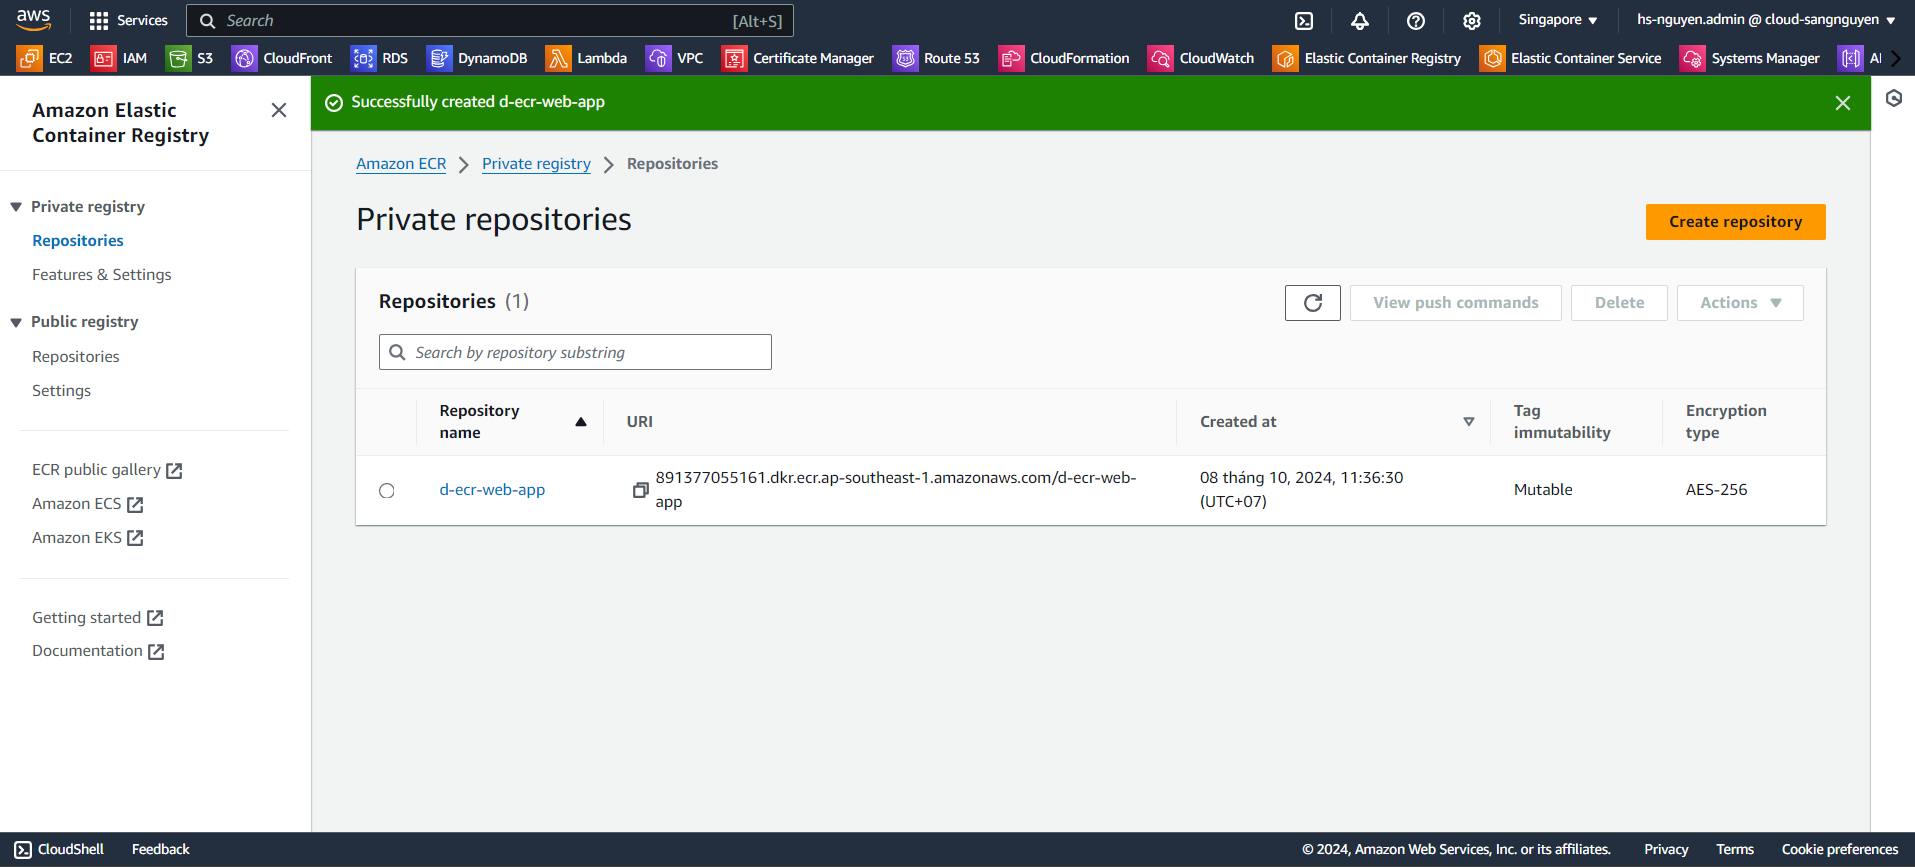 aws
Services
Search
[Alt+S]
Singapore
hs-nguyen.admin @ cloud-sangnguyen
EC2
IAM
S3
CloudFront
RDS
DynamoDB
Lambda
VPC
Certificate Manager
Route 53
CloudFormation
CloudWatch
Elastic Container Registry
Elastic Container Service
Systems Manager
Amazon Elastic
Container Registry
Private registry
Repositories
Features & Settings
Public registry
Repositories
Settings
ECR public gallery
Amazon ECS
Amazon EKS
Getting started
Documentation
Successfully created d-ecr-web-app
Amazon ECR
Private registry
Repositories
Private repositories
Create repository
Repositories (1)
View push commands
Delete
Actions
Search by repository substring
Repository
name
URI
Created at
Tag
immutability
Encryption
type
d-ecr-web-app
891377055161.dkr.ecr.ap-southeast-1.amazonaws.com/d-ecr-web-
app
08 tháng 10, 2024, 11:36:30
(UTC+07)
Mutable
AES-256
CloudShell
Feedback
© 2024, Amazon Web Services, Inc. or its affiliates.
Privacy
Terms
Cookie preferences